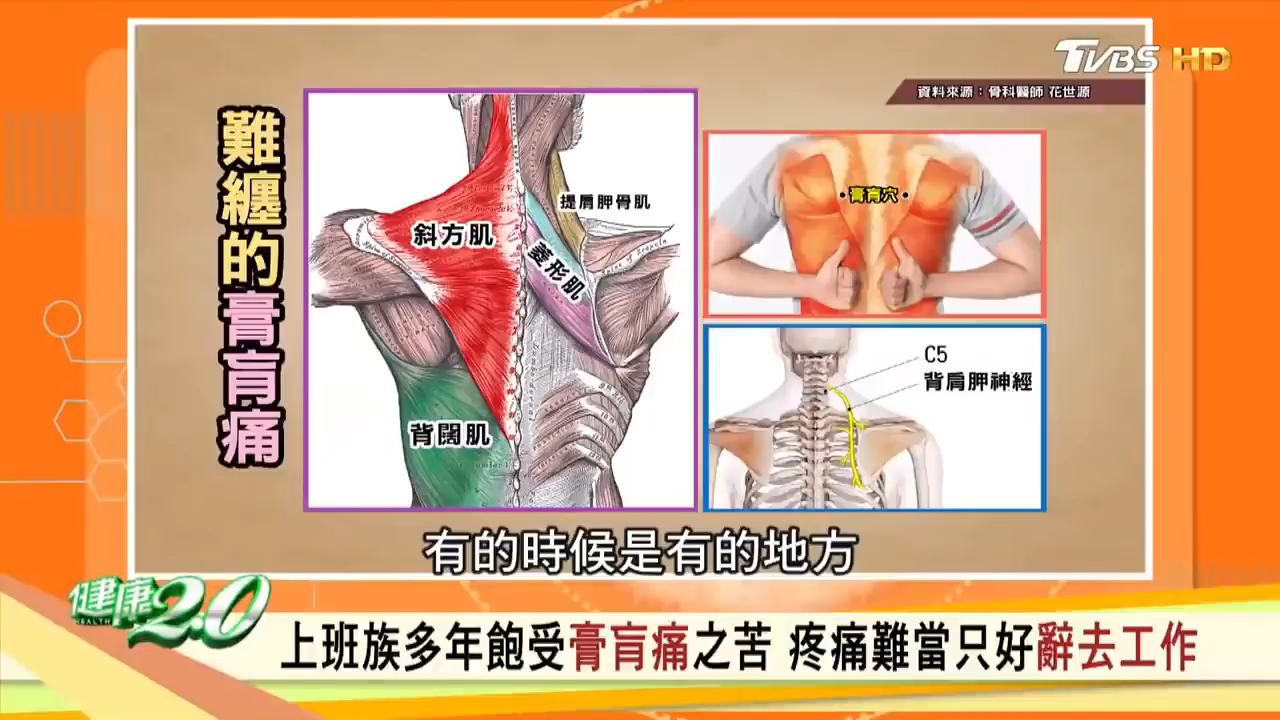 TVBS HD
資料來源：骨科醫師 花世源
難纏的膏肓痛
提肩胛骨肌
斜方肌
菱形肌
背闊肌
膏肓穴
C5
背肩胛神經
有的時候是有的地方
健康2.0
HEALTH
上班族多年飽受膏肓痛之苦 疼痛難當只好辭去工作